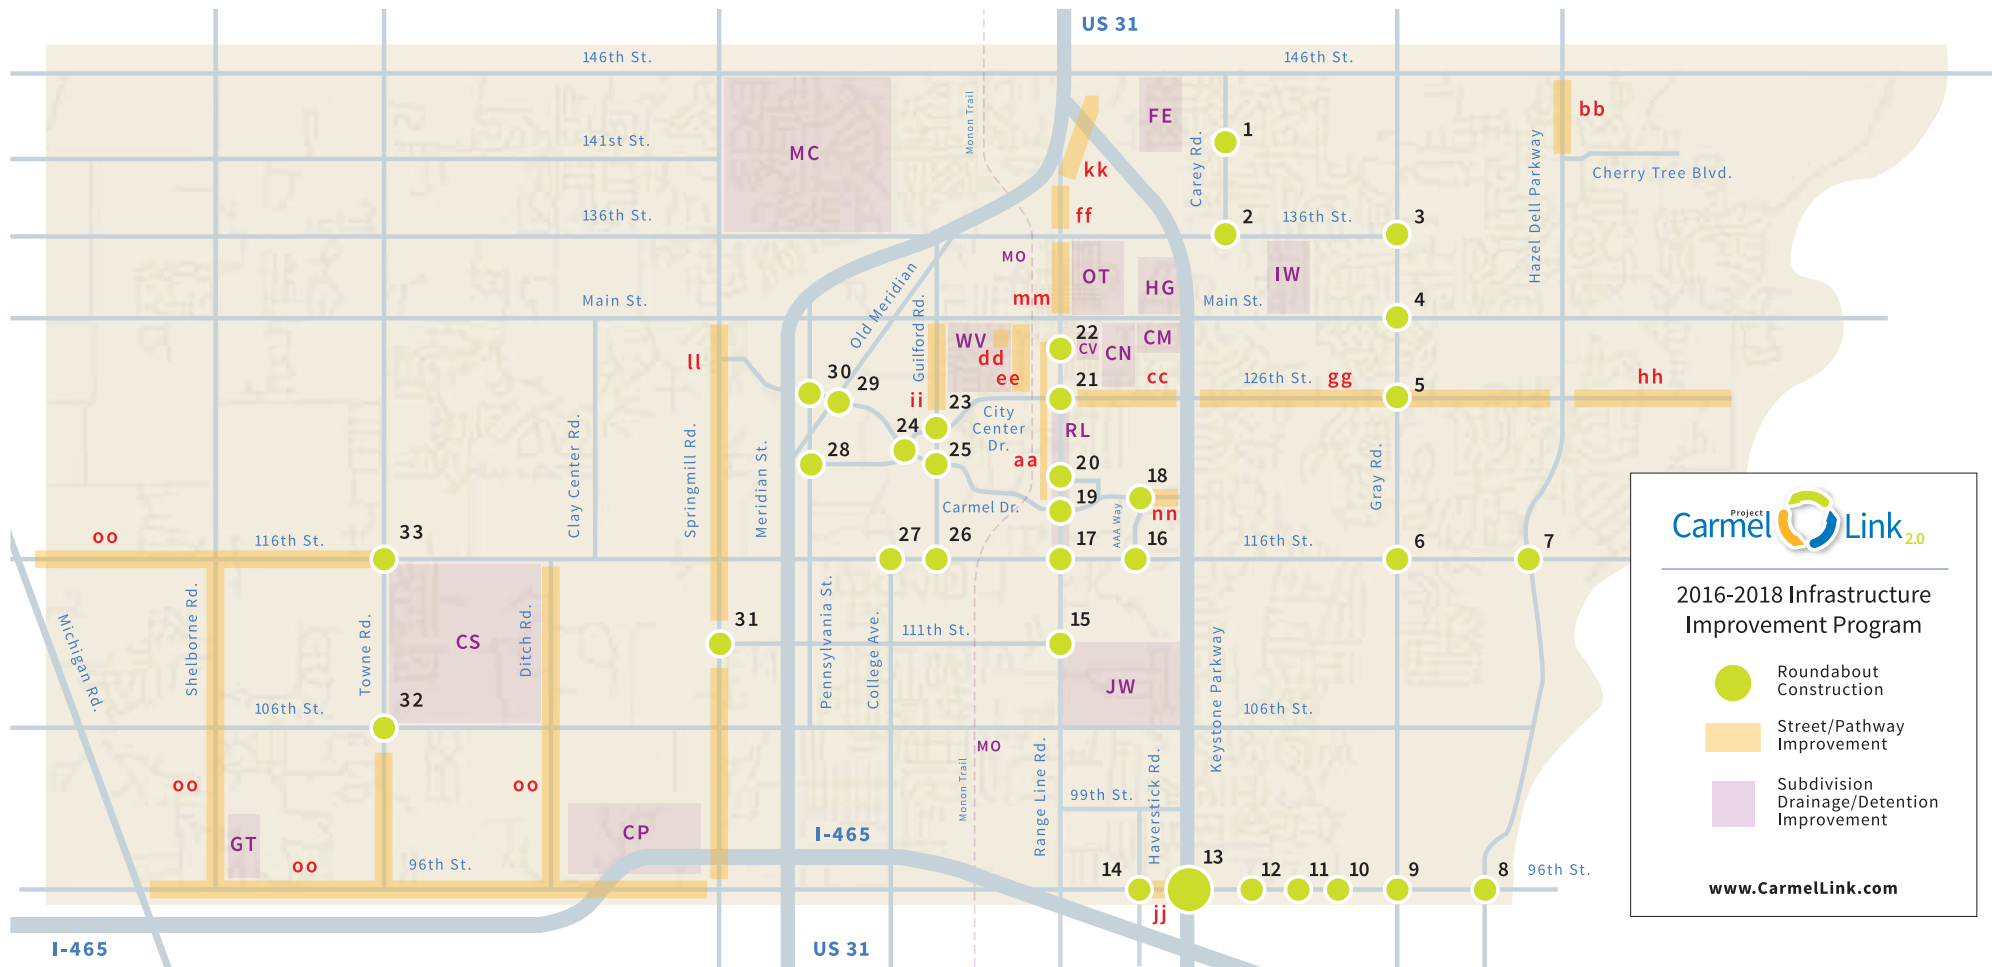 US 31
146th St.
146th St.
Monon Trail
FE
bb
1
141st St.
MC
Carey Rd.
Hazel Dell Parkway
kk
Cherry Tree Blvd.
136th St.
ff
2
136th St.
3
MO
OT
HG
IW
Old Meridian
Guilford Rd.
mm
Main St.
Main St.
4
ll
WV
dd
ee
22
CV
CN
CM
30
29
ii
23
21
cc
126th St.
gg
5
hh
City
Center
Dr.
24
28
25
RL
aa
20
18
Clay Center Rd.
Springmill Rd.
Meridian St.
Gray Rd.
Carmel Dr.
19
AAA Way
nn
oo
116th St.
33
27
26
17
16
116th St.
6
7
Michigan Rd.
Shelborne Rd.
Towne Rd.
CS
Ditch Rd.
31
Pennsylvania St.
College Ave.
111th St.
15
JW
Keystone Parkway
106th St.
32
106th St.
MO
Monon Trail
Range Line Rd.
Haverstick Rd.
99th St.
oo
oo
GT
CP
I-465
oo
96th St.
14
13
12
11
10
9
8
96th St.
jj
I-465
US 31
Project
Carmel Link 2.0
2016-2018 Infrastructure
Improvement Program
Roundabout
Construction
Street/Pathway
Improvement
Subdivision
Drainage/Detention
Improvement
www.CarmelLink.com